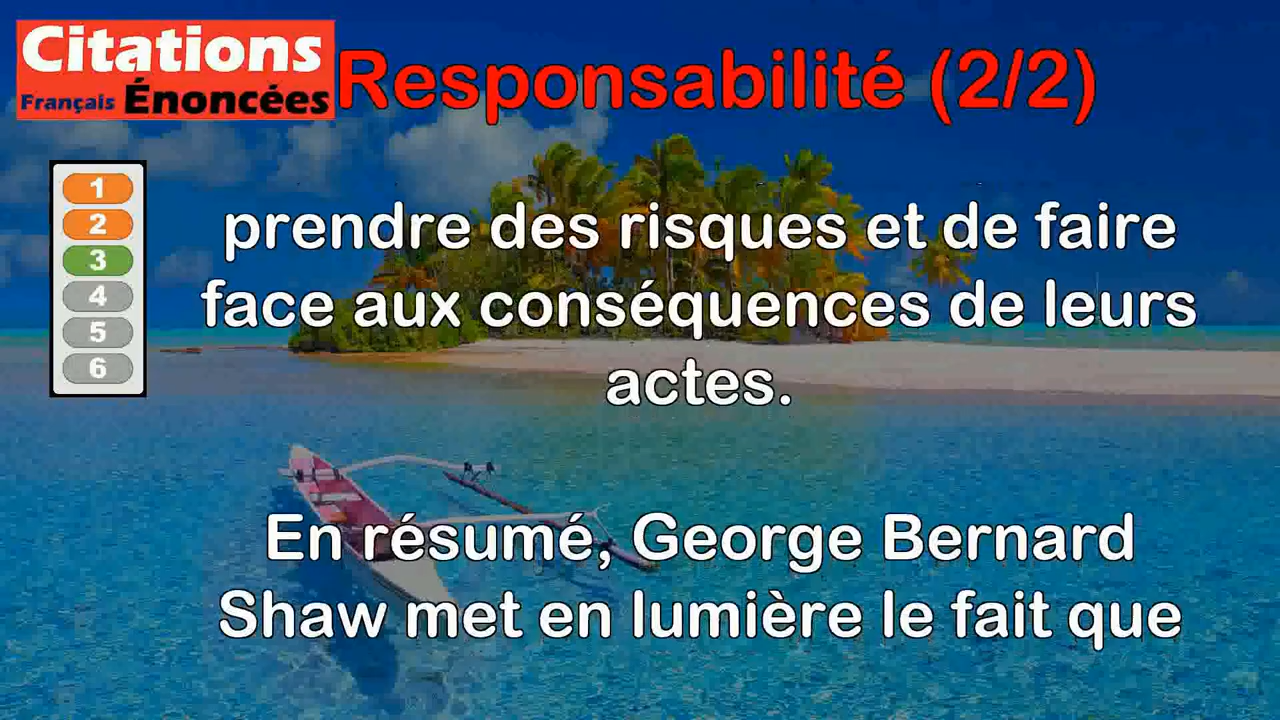 Citations
Français Énoncées
Responsabilité (2/2)
1
2
3
4
5
6
prendre des risques et de faire
face aux conséquences de leurs
actes.
En résumé, George Bernard
Shaw met en lumière le fait que